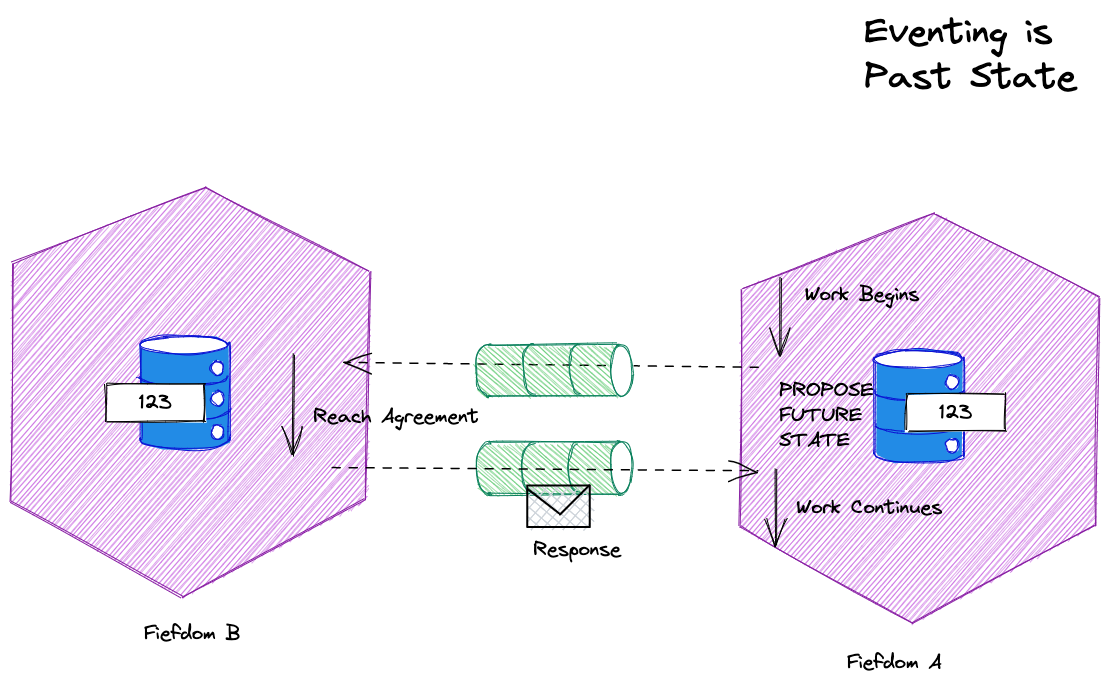 Eventing is
Past State
Work Begins
PROPOSE
FUTURE
STATE
123
123
Reach Agreement
Work Continues
Response
Fiefdom B
Fiefdom A